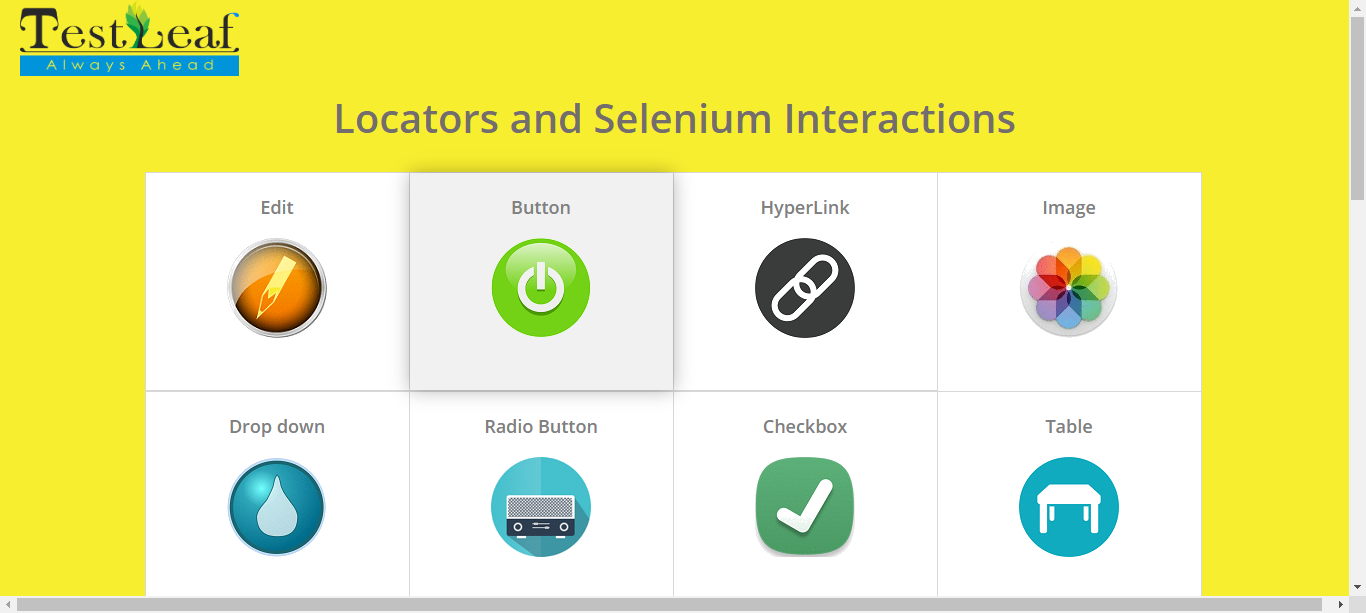 TestLeaf
Always Ahead
Locators and Selenium Interactions
Edit
Button
HyperLink
Image
Drop down
Radio Button
Checkbox
Table